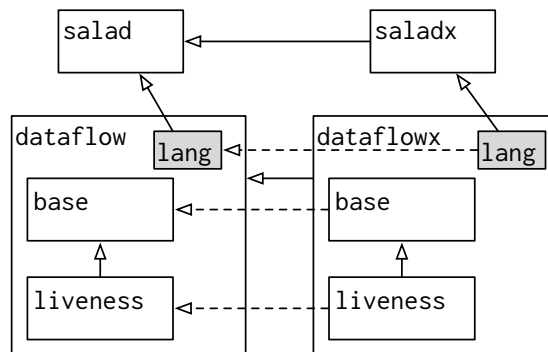 salad
saladx
dataflow
lang
dataflowx
lang
base
base
liveness
liveness